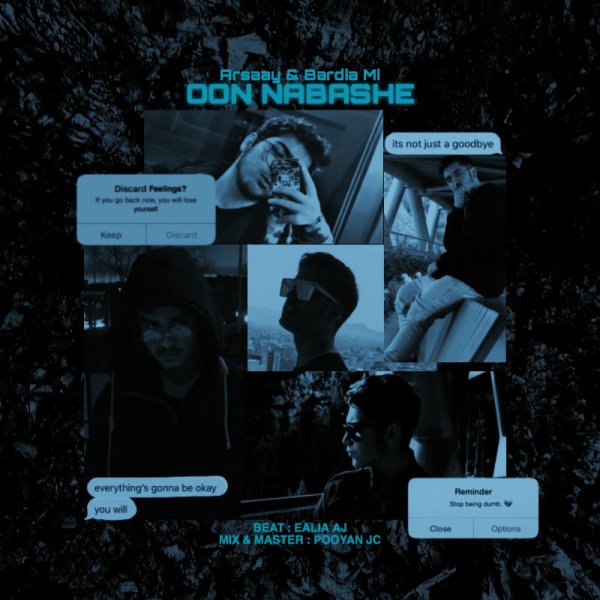 Arsaay & Bardia Ml
OON NABASHE
its not just a goodbye
Discard Feelings?
If you go back now, you will lose
yourself.
Keep
Discard
everything's gonna be okay
you will
Reminder
Stop being dumb. 💔
Close
Options
BEAT : EALIA AJ
MIX & MASTER : POOYAN JC